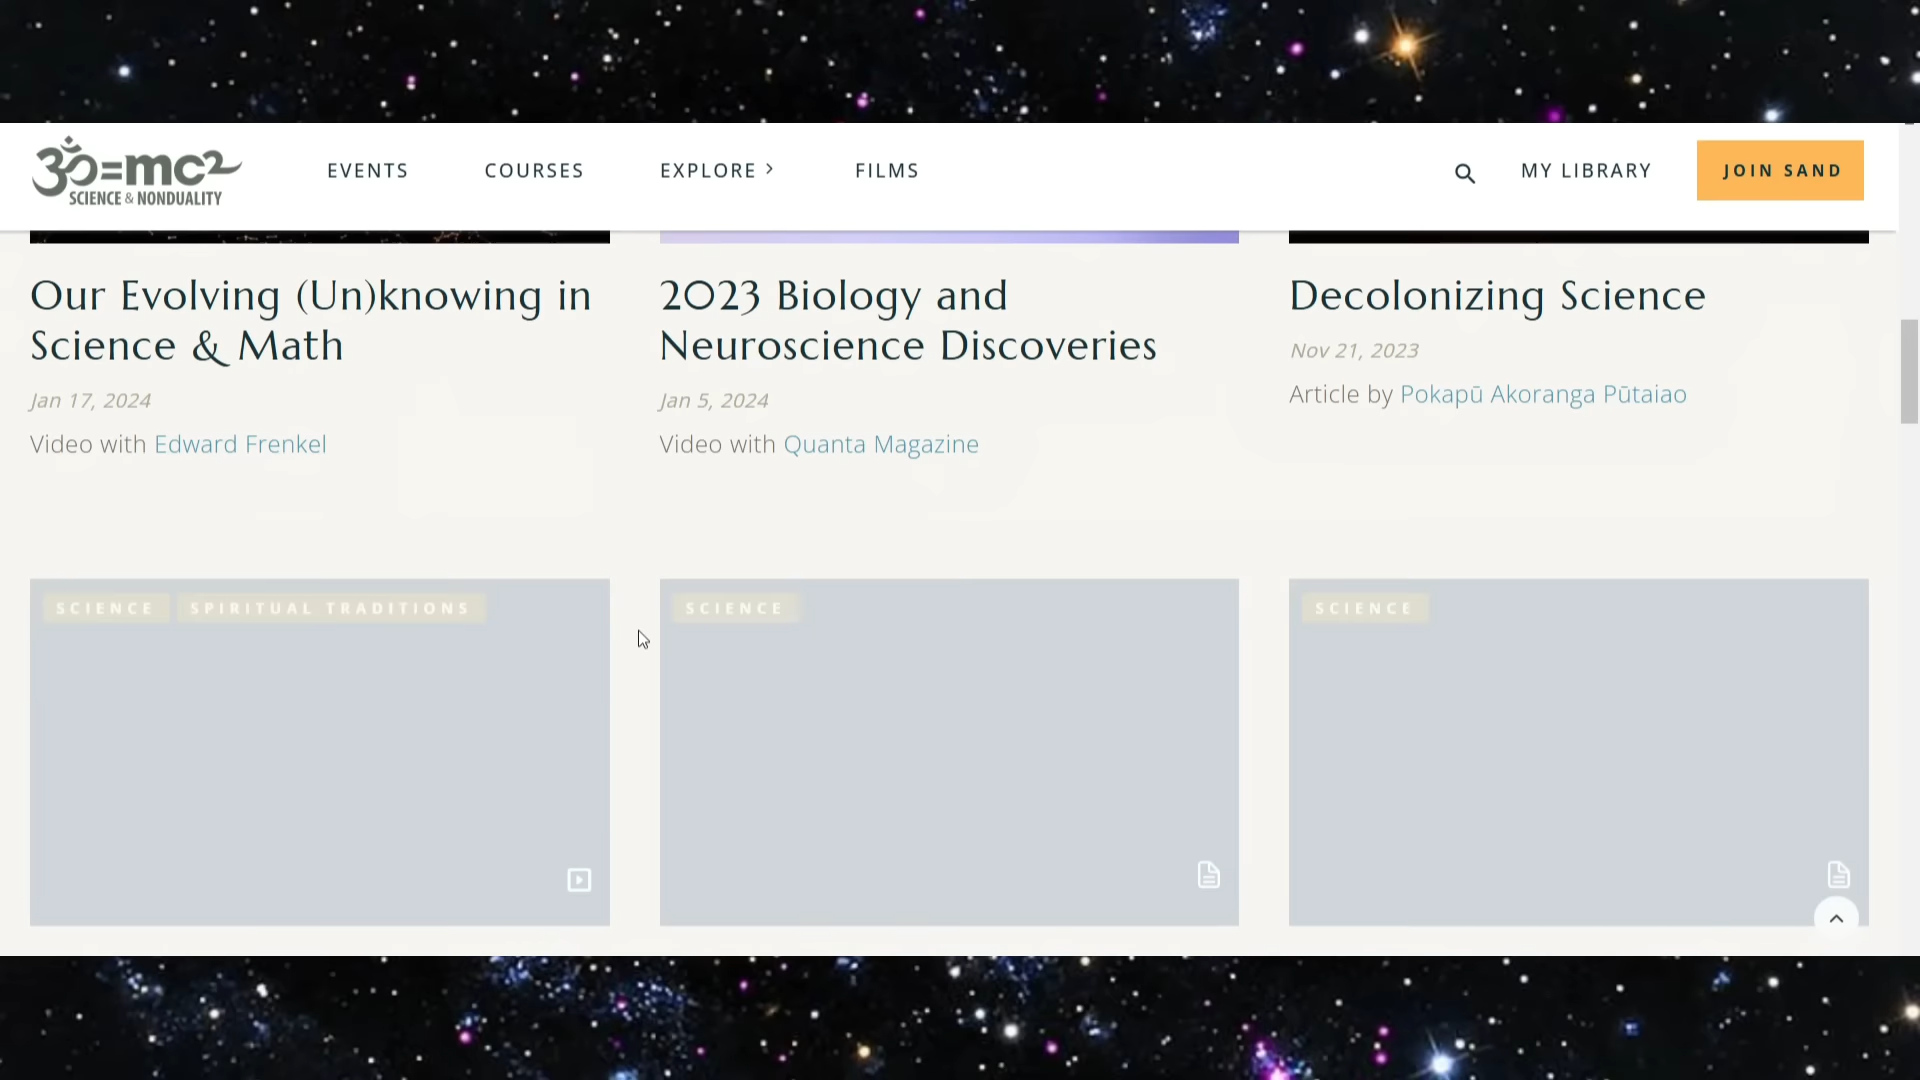 ॐ=mc2
SCIENCE & NONDUALITY
EVENTS
COURSES
EXPLORE
FILMS
MY LIBRARY
JOIN SAND
Our Evolving (Un)knowing in
Science & Math
Jan 17, 2024
Video with Edward Frenkel
2023 Biology and
Neuroscience Discoveries
Jan 5, 2024
Video with Quanta Magazine
Decolonizing Science
Nov 21, 2023
Article by Pokapū Akoranga Pūtaiao
SCIENCE
SPIRITUAL TRADITIONS
SCIENCE
SCIENCE